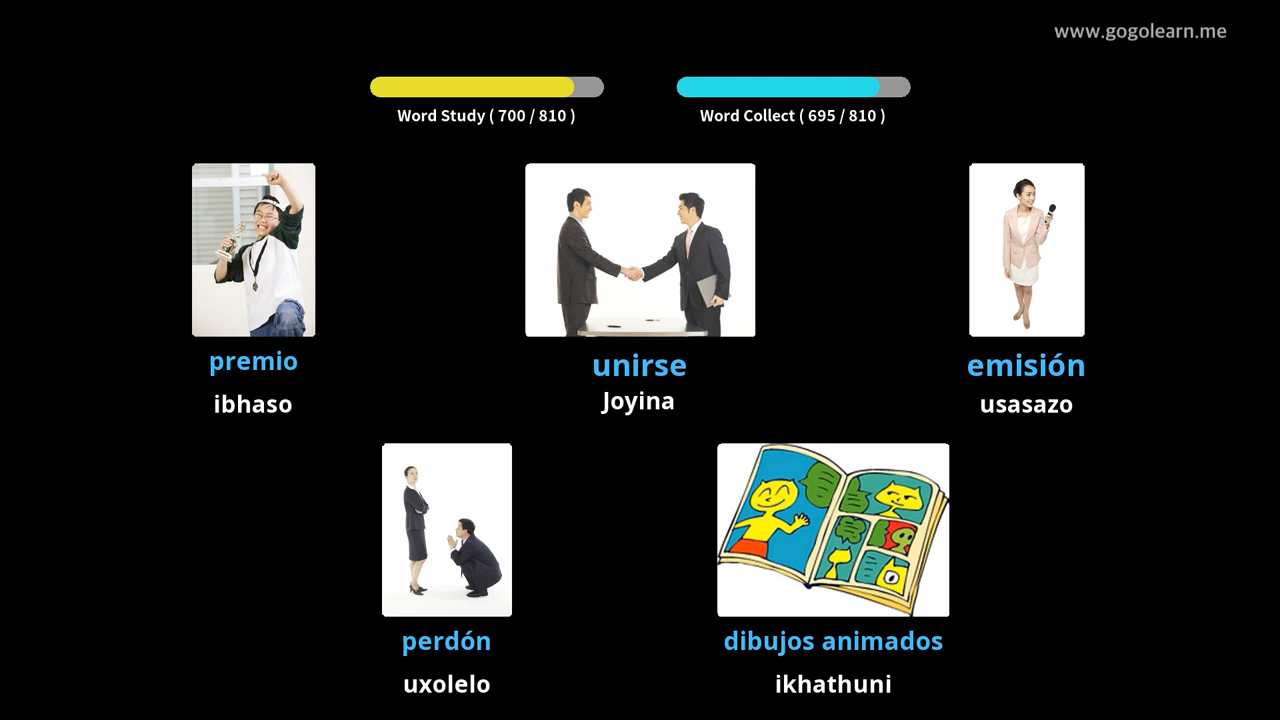 www.gogolearn.me
Word Study ( 700 / 810 )
Word Collect ( 695 / 810 )
premio
ibhaso
unirse
Joyina
emisión
usasazo
perdón
uxolelo
dibujos animados
ikhathuni